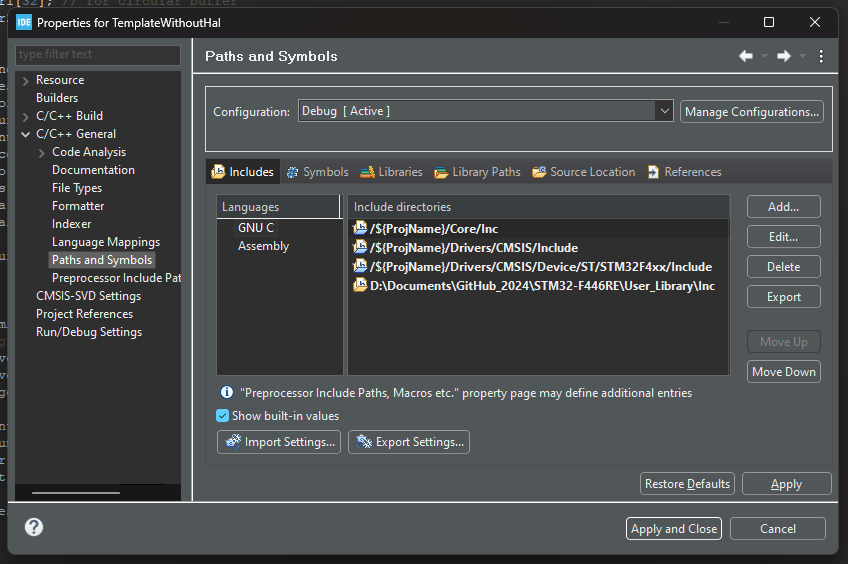 r1[32]; // for circular buffer
IDE Properties for TemplateWithoutHal
type filter text
Resource
Builders
C/C++ Build
C/C++ General
Code Analysis
Documentation
File Types
Formatter
Indexer
Language Mappings
Paths and Symbols
Preprocessor Include Pat
CMSIS-SVD Settings
Project References
Run/Debug Settings
Paths and Symbols
Configuration: Debug [ Active ] Manage Configurations...
Includes Symbols Libraries Library Paths Source Location References
Languages
GNU C
Assembly
Include directories
/${ProjName}/Core/Inc
/${ProjName}/Drivers/CMSIS/Include
/${ProjName}/Drivers/CMSIS/Device/ST/STM32F4xx/Include
D:\Documents\GitHub_2024\STM32-F446RE\User_Library\Inc
Add...
Edit...
Delete
Export
Move Up
Move Down
"Preprocessor Include Paths, Macros etc." property page may define additional entries
Show built-in values
Import Settings... Export Settings...
Restore Defaults Apply
? Apply and Close Cancel